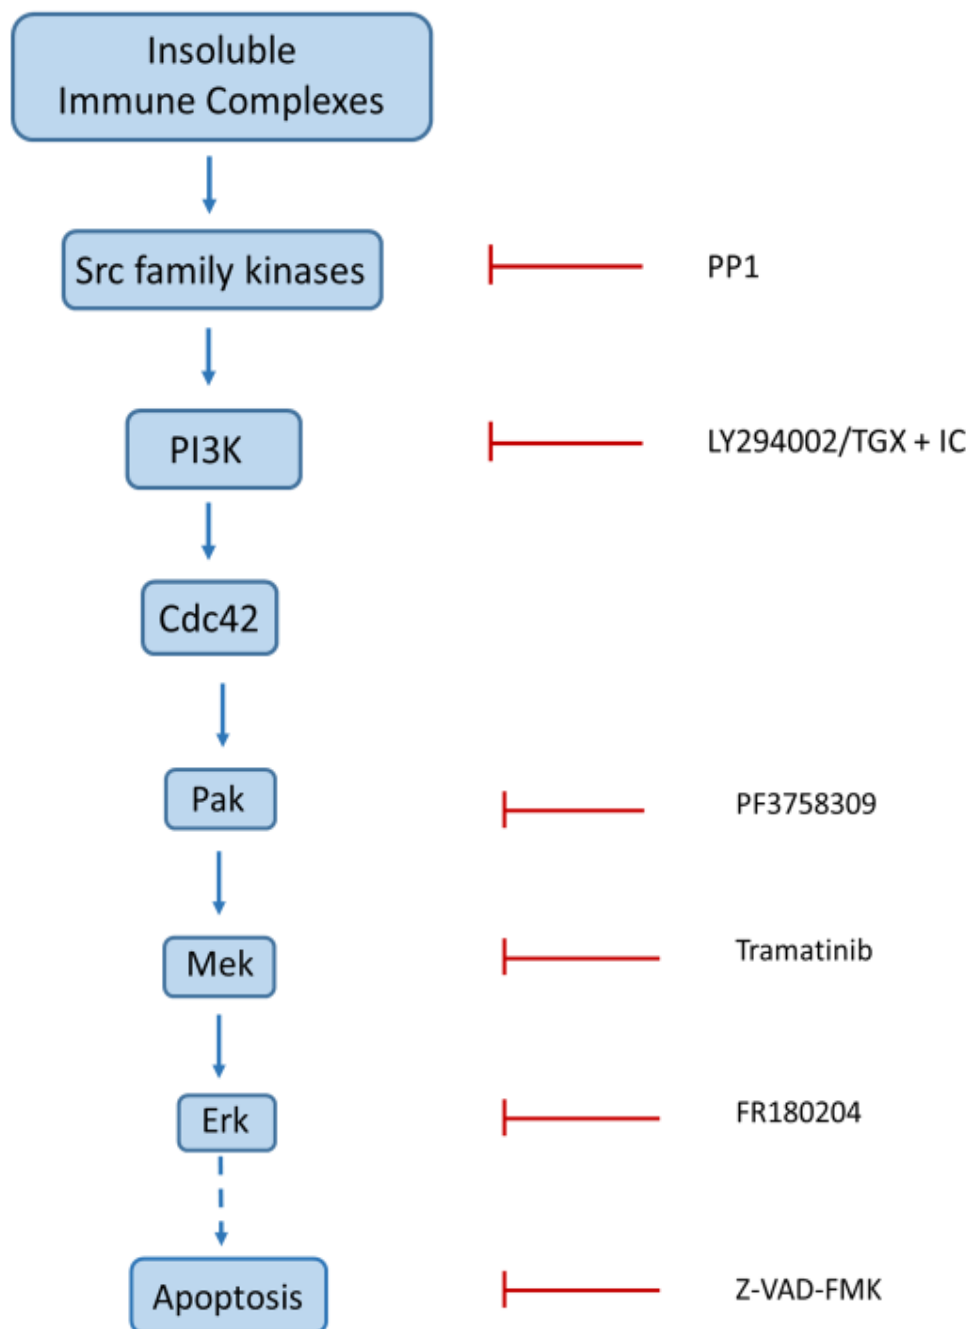 Insoluble
Immune Complexes
Src family kinases
PP1
PI3K
LY294002/TGX + IC
Cdc42
Pak
PF3758309
Mek
Tramatinib
Erk
FR180204
Apoptosis
Z-VAD-FMK